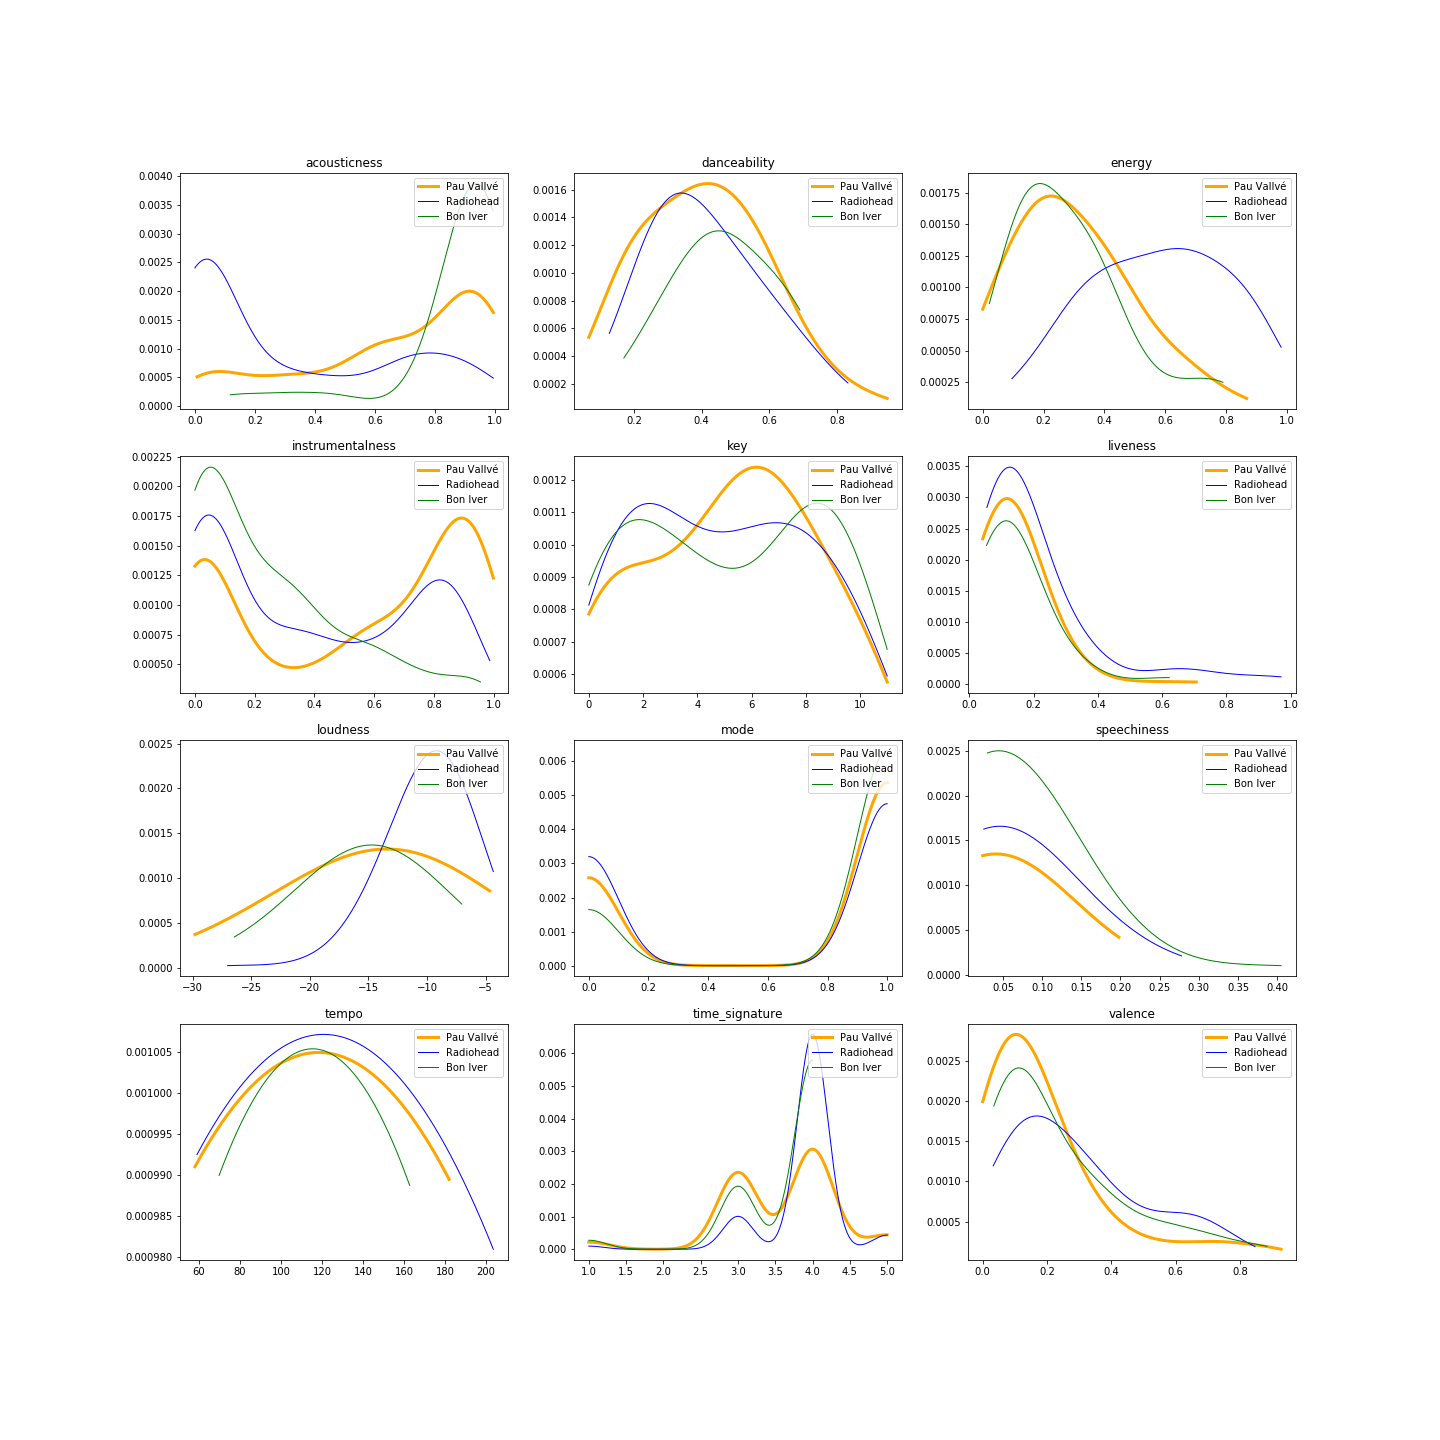 acousticness
0.0040
0.0035
0.0030
0.0025
0.0020
0.0015
0.0010
0.0005
0.0000
0.0 0.2 0.4 0.6 0.8 1.0
Pau Vallvé
Radiohead
Bon Iver
danceability
0.0016
0.0014
0.0012
0.0010
0.0008
0.0006
0.0004
0.0002
0.2 0.4 0.6 0.8
Pau Vallvé
Radiohead
Bon Iver
energy
0.00175
0.00150
0.00125
0.00100
0.00075
0.00050
0.00025
0.0 0.2 0.4 0.6 0.8 1.0
Pau Vallvé
Radiohead
Bon Iver
instrumentalness
0.00225
0.00200
0.00175
0.00150
0.00125
0.00100
0.00075
0.00050
0.0 0.2 0.4 0.6 0.8 1.0
Pau Vallvé
Radiohead
Bon Iver
key
0.0012
0.0011
0.0010
0.0009
0.0008
0.0007
0.0006
0 2 4 6 8 10
Pau Vallvé
Radiohead
Bon Iver
liveness
0.0035
0.0030
0.0025
0.0020
0.0015
0.0010
0.0005
0.0000
0.0 0.2 0.4 0.6 0.8 1.0
Pau Vallvé
Radiohead
Bon Iver
loudness
0.0025
0.0020
0.0015
0.0010
0.0005
0.0000
−30 −25 −20 −15 −10 −5
Pau Vallvé
Radiohead
Bon Iver
mode
0.006
0.005
0.004
0.003
0.002
0.001
0.000
0.0 0.2 0.4 0.6 0.8 1.0
Pau Vallvé
Radiohead
Bon Iver
speechiness
0.0025
0.0020
0.0015
0.0010
0.0005
0.0000
0.05 0.10 0.15 0.20 0.25 0.30 0.35 0.40
Pau Vallvé
Radiohead
Bon Iver
tempo
0.001005
0.001000
0.000995
0.000990
0.000985
0.000980
60 80 100 120 140 160 180 200
Pau Vallvé
Radiohead
Bon Iver
time_signature
0.006
0.005
0.004
0.003
0.002
0.001
0.000
1.0 1.5 2.0 2.5 3.0 3.5 4.0 4.5 5.0
Pau Vallvé
Radiohead
Bon Iver
valence
0.0025
0.0020
0.0015
0.0010
0.0005
0.0 0.2 0.4 0.6 0.8
Pau Vallvé
Radiohead
Bon Iver